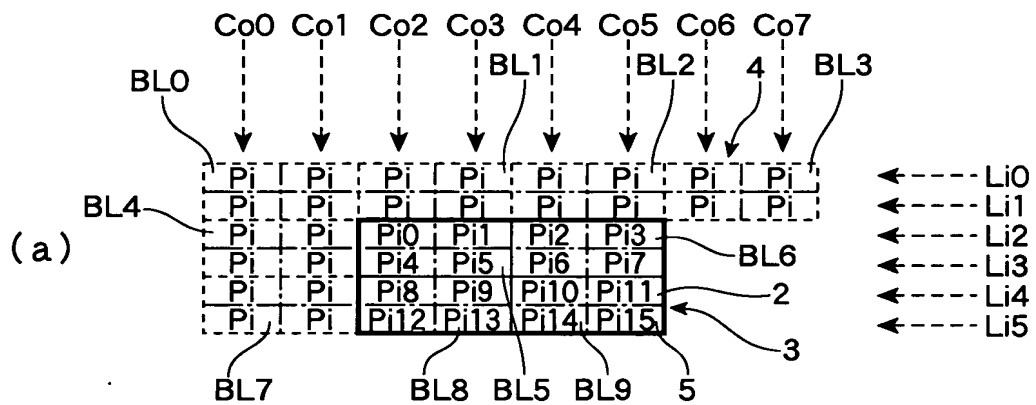 Co0 Co1 Co2 Co3 Co4 Co5 Co6 Co7
BL0 BL1 BL2 4 BL3
Pi Pi Pi Pi Pi Pi Pi Pi Li0
Pi Pi Pi Pi Pi Pi Pi Pi Li1
BL4 Pi Pi Pi0 Pi1 Pi2 Pi3 Li2
(a) Pi Pi Pi4 Pi5 Pi6 Pi7 BL6 Li3
Pi Pi Pi8 Pi9 Pi10 Pi11 2 Li4
Pi Pi Pi12 Pi13 Pi14 Pi15 3 Li5
BL7 BL8 BL5 BL9 5